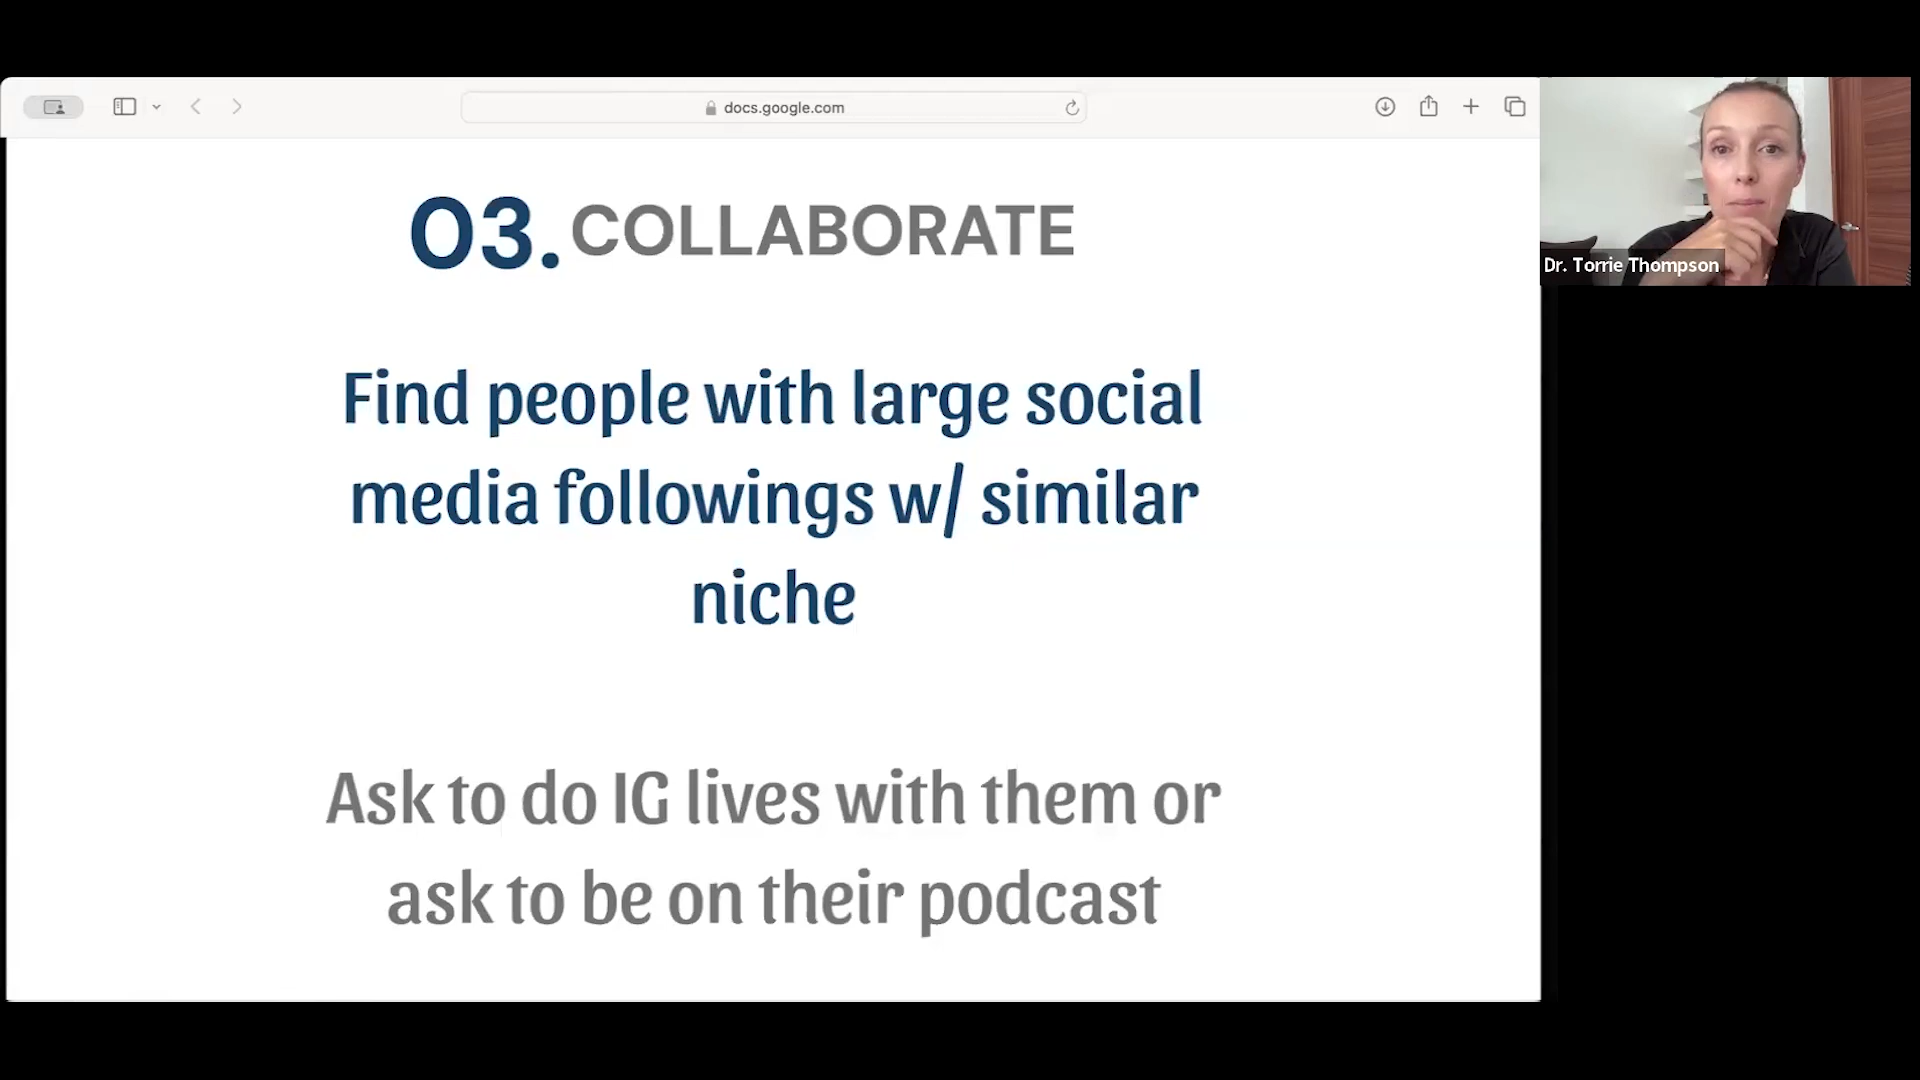 docs.google.com
03. COLLABORATE
Find people with large social
media followings w/ similar
niche
Ask to do IG lives with them or
ask to be on their podcast
Dr. Torrie Thompson